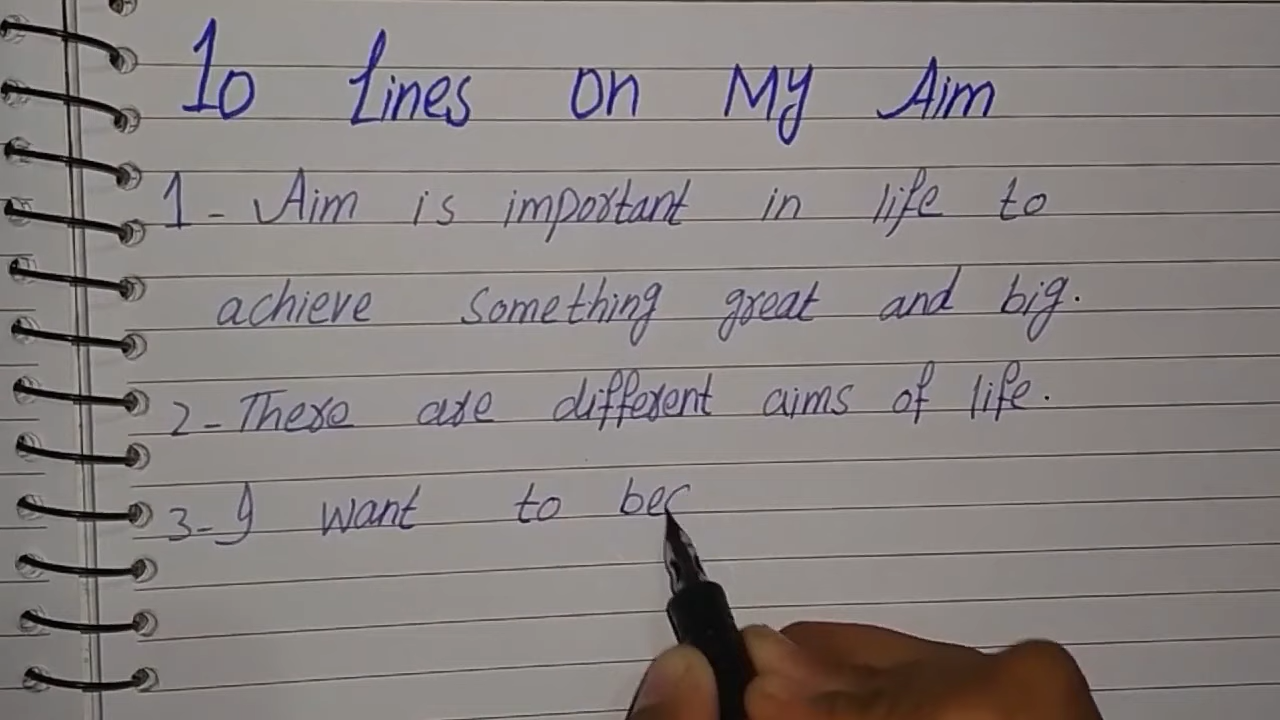 10 Lines on My Aim
1 - Aim is important in life to
achieve something great and big.
2 - There are different aims of life.
3 - I want to bec